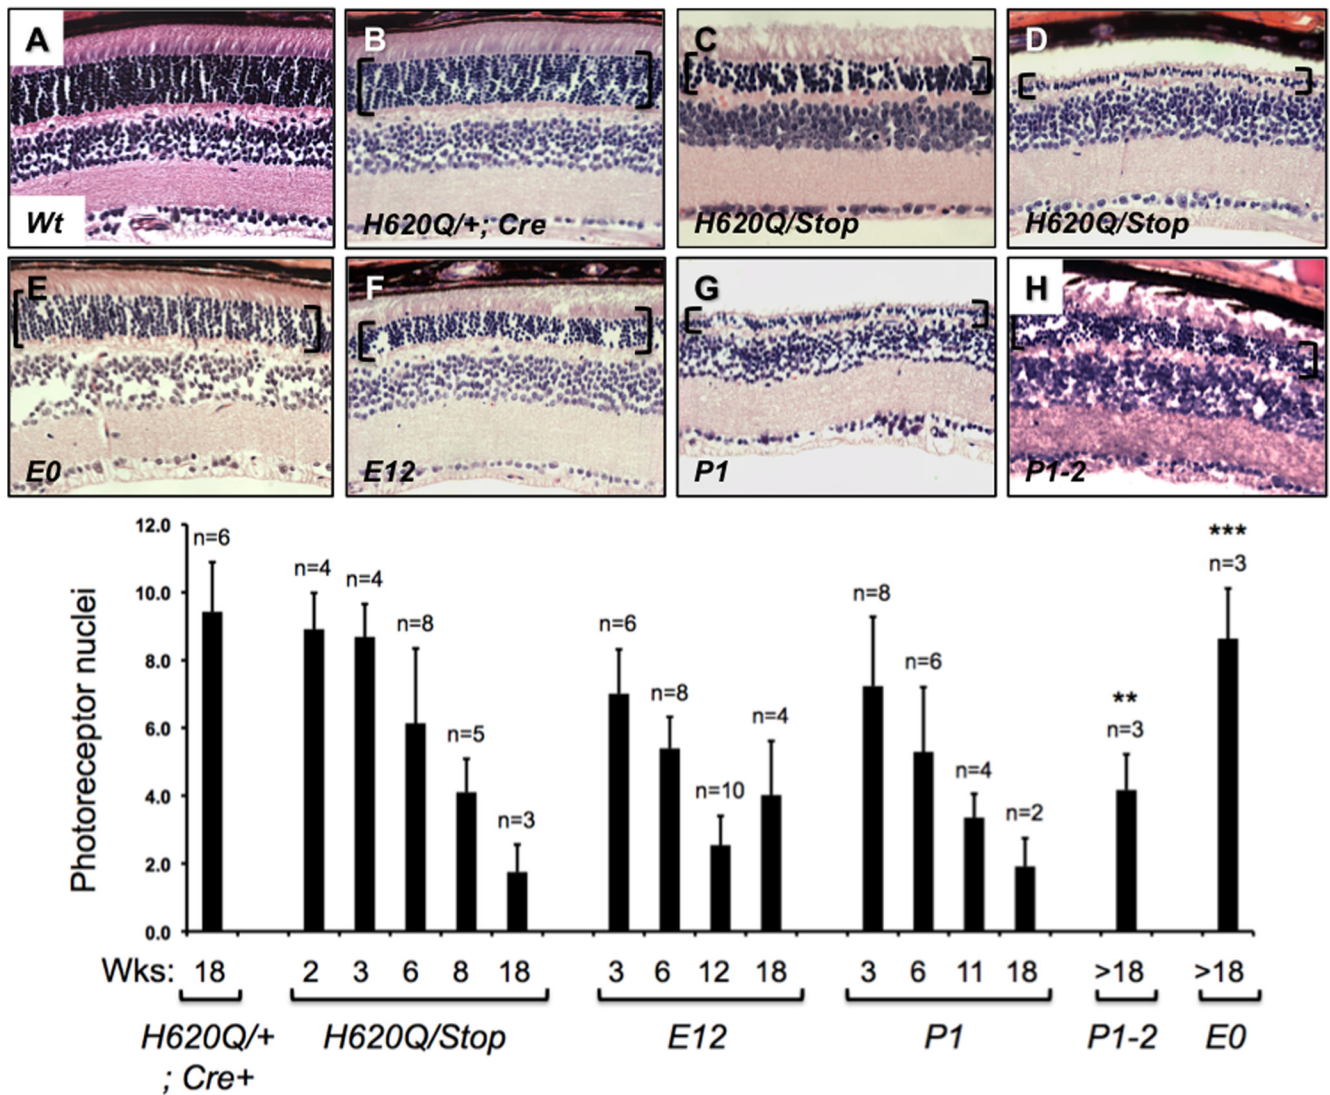 A
B
C
D
Wt
H620Q/+; Cre
H620Q/Stop
H620Q/Stop
E
F
G
H
E0
E12
P1
P1-2
Photoreceptor nuclei
12.0
10.0
8.0
6.0
4.0
2.0
0.0
n=6
n=4
n=4
n=8
n=5
n=3
n=6
n=8
n=10
n=4
n=8
n=6
n=4
n=2
**
n=3
***
n=3
Wks: 18 2 3 6 8 18 3 6 12 18 3 6 11 18 >18 >18
H620Q/+ H620Q/Stop E12 P1 P1-2 E0
; Cre+